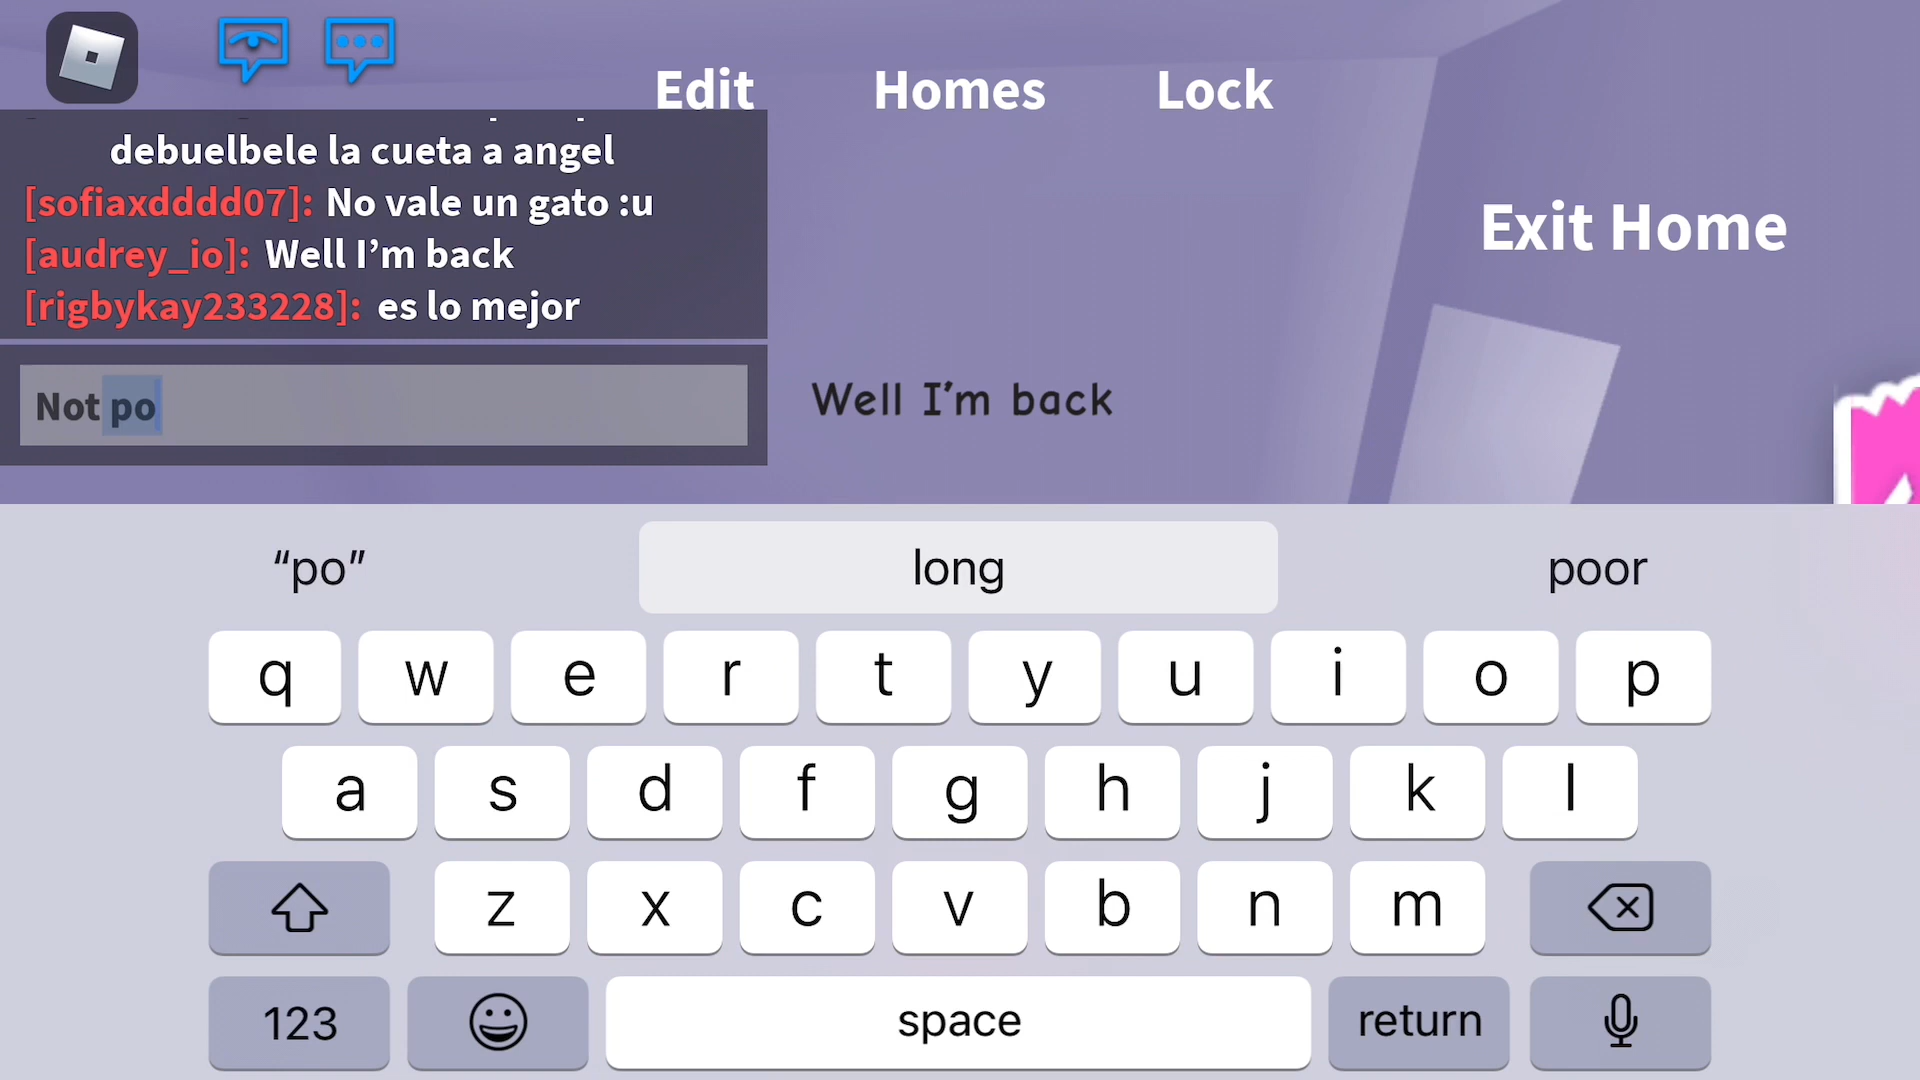 Edit Homes Lock
debuelbele la cueta a angel
[sofiaxdddd07]: No vale un gato :u
[audrey_io]: Well I’m back
[rigbykay233228]: es lo mejor
Exit Home
Not po
Well I’m back
“po” long poor
q w e r t y u i o p
a s d f g h j k l
z x c v b n m
123 space return